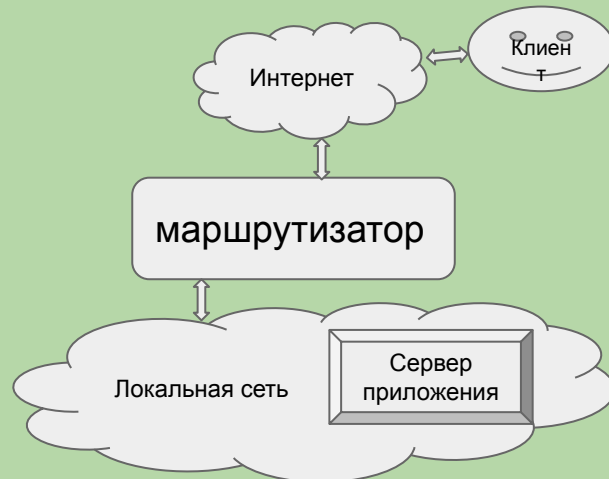 Клиен
т
Интернет
маршрутизатор
Локальная сеть
Сервер
приложения